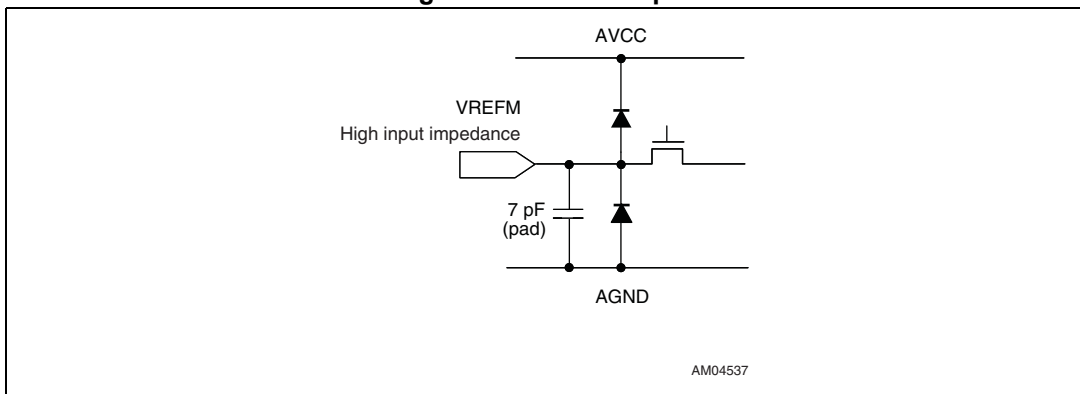 AVCC
VREFM
High input impedance
7 pF
(pad)
AGND
AM04537